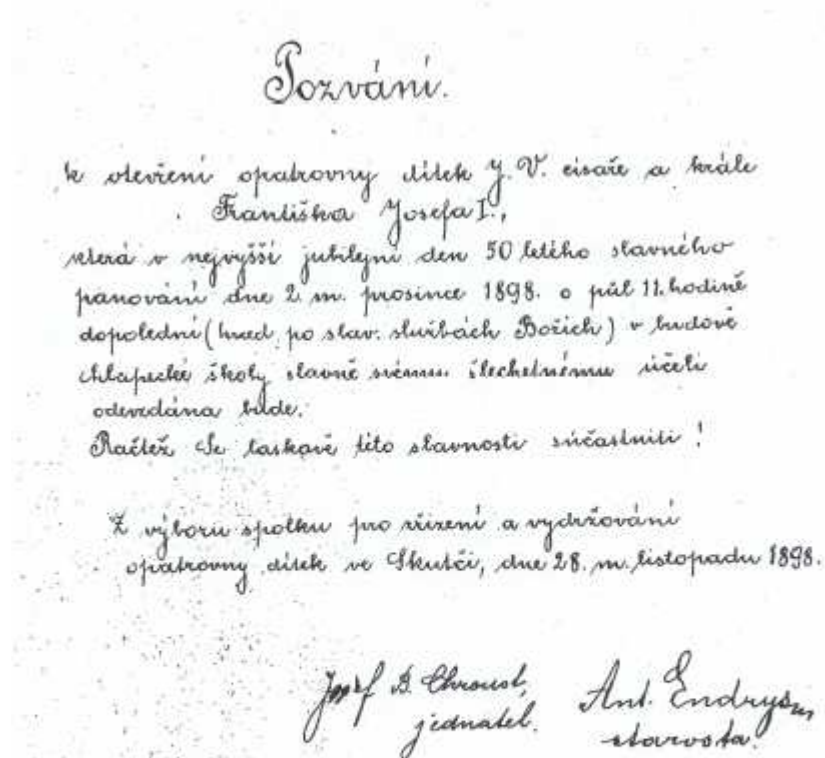 Pozvání.
k otevření opatrovny dítek J. V. císaře a krále
Františka Josefa I.,
která v nejvyšší jubilejní den 50 letého slavného
panování dne 2. m. prosince 1898. o půl 11. hodině
dopolední (hned po slav. službách Božích) v budově
chlapecké školy slavně svému šlechetnému účeli
odevzdána bude.
Račtež Se laskavě této slavnosti súčastniti!
Z výboru spolku pro zřízení a vydržování
opatrovny dítek ve Skutči, dne 28. m. listopadu 1898.
Josef B. Chroust, Ant. Endrys
jednatel. starosta.